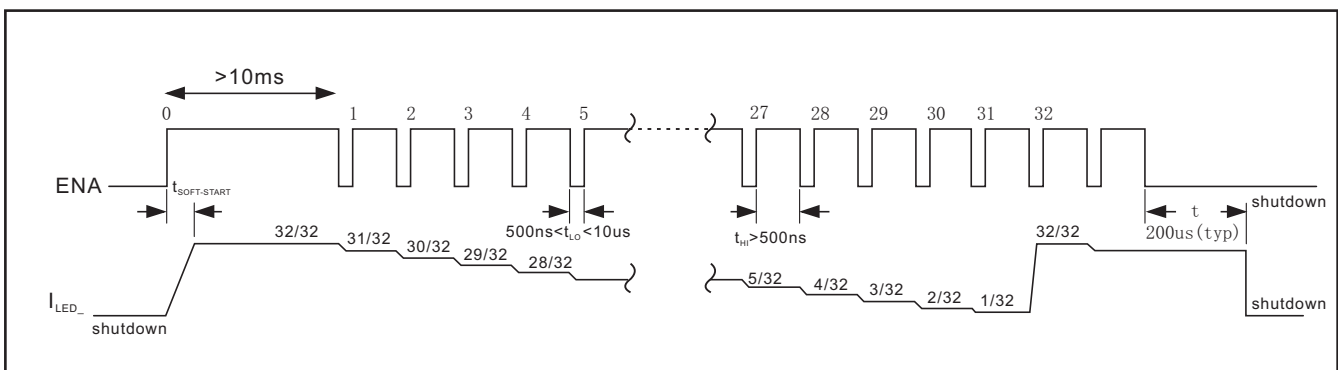 >10ms
0 1 2 3 4 5 27 28 29 30 31 32
ENA
tSOFT-START
shutdown
t
500ns<tLO<10us
tHI>500ns
200us(typ)
32/32 31/32 30/32 29/32 28/32 5/32 4/32 3/32 2/32 1/32 32/32
ILED_
shutdown
shutdown